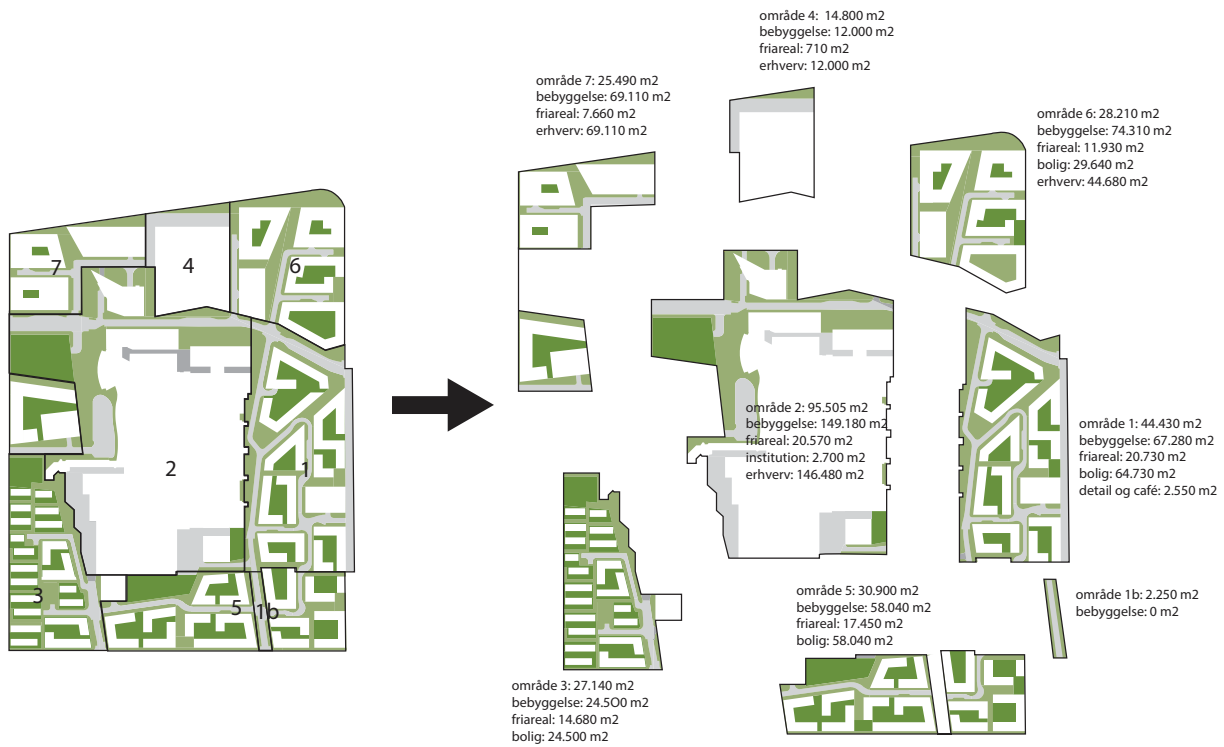 område 4: 14.800 m2
bebyggelse: 12.000 m2
friareal: 710 m2
erhverv: 12.000 m2
område 7: 25.490 m2
bebyggelse: 69.110 m2
friareal: 7.660 m2
erhverv: 69.110 m2
område 6: 28.210 m2
bebyggelse: 74.310 m2
friareal: 11.930 m2
bolig: 29.640 m2
erhverv: 44.680 m2
7
4
6
2
1
3
5
1b
område 2: 95.505 m2
bebyggelse: 149.180 m2
friareal: 20.570 m2
institution: 2.700 m2
erhverv: 146.480 m2
område 1: 44.430 m2
bebyggelse: 67.280 m2
friareal: 20.730 m2
bolig: 64.730 m2
detail og café: 2.550 m2
område 5: 30.900 m2
bebyggelse: 58.040 m2
friareal: 17.450 m2
bolig: 58.040 m2
område 1b: 2.250 m2
bebyggelse: 0 m2
område 3: 27.140 m2
bebyggelse: 24.5O0 m2
friareal: 14.680 m2
bolig: 24.500 m2